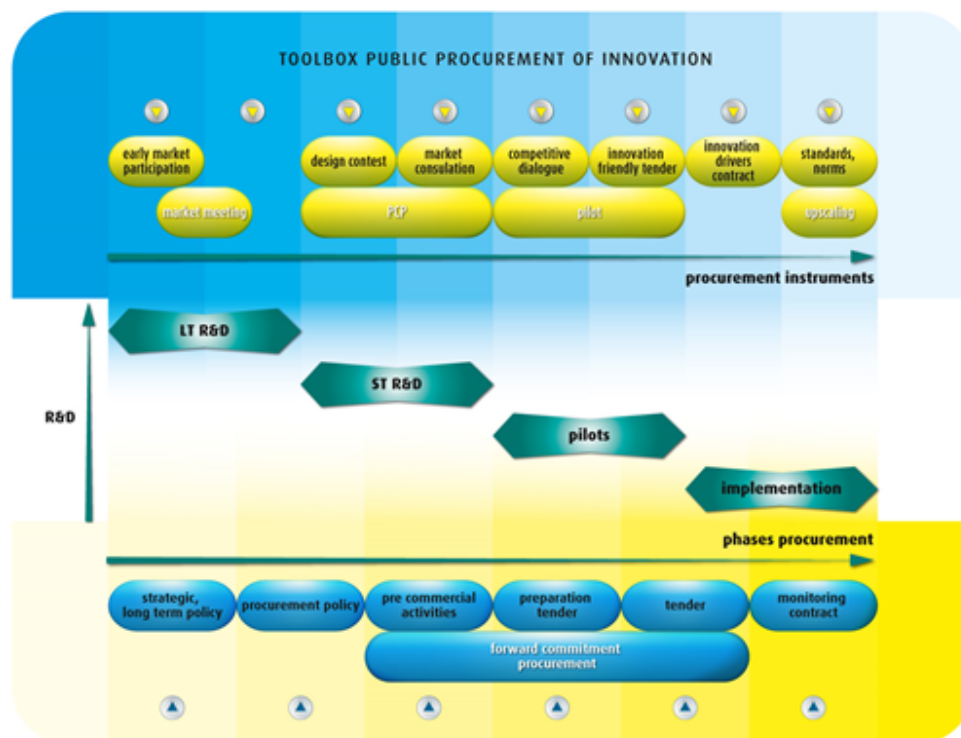 TOOLBOX PUBLIC PROCUREMENT OF INNOVATION
early market
participation
design contest
market
consulation
competitive
dialogue
innovation
friendly tender
innovation
drivers
contract
standards,
norms
market meeting
PCP
pilot
upscaling
procurement instruments
LT R&D
ST R&D
R&D
pilots
implementation
phases procurement
strategic,
long term policy
procurement policy
pre commercial
activities
preparation
tender
tender
monitoring
contract
forward commitment
procurement